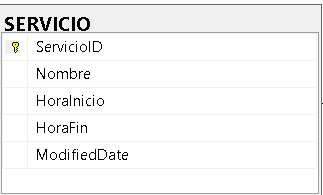 SERVICIO
ServicioID
Nombre
HoraInicio
HoraFin
ModifiedDate